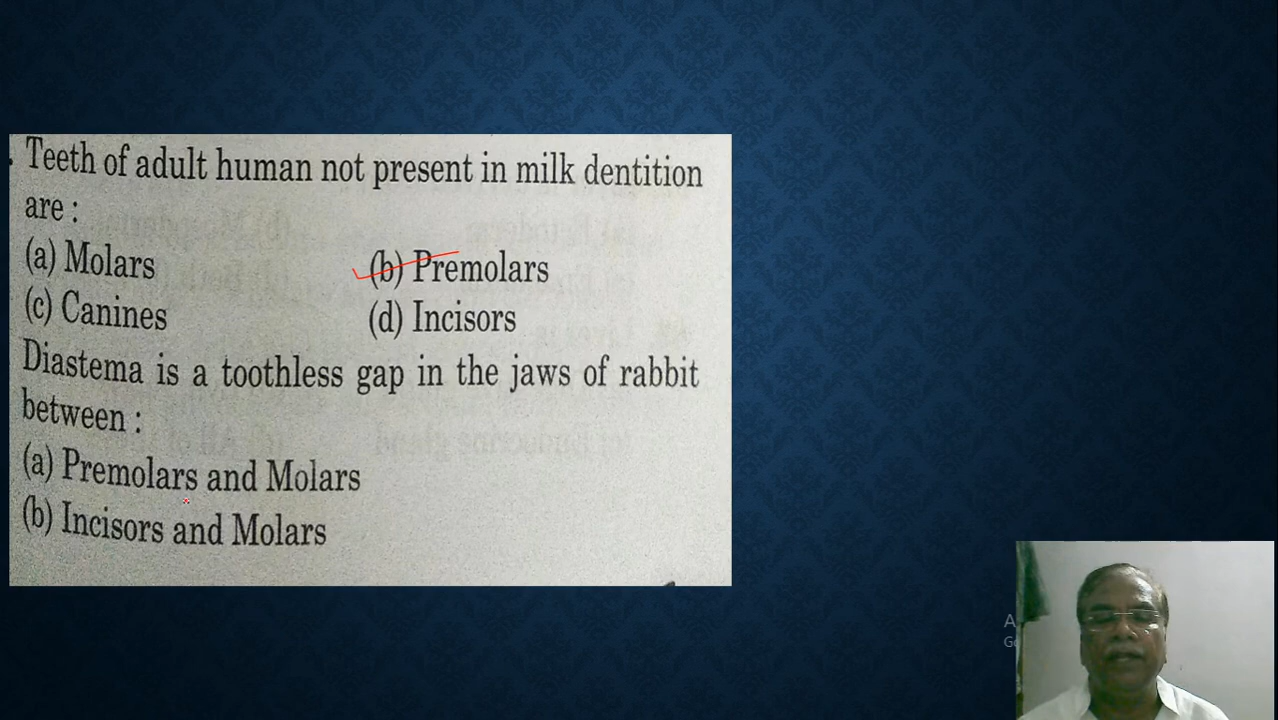 Teeth of adult human not present in milk dentition
are :
(a) Molars (b) Premolars
(c) Canines (d) Incisors
Diastema is a toothless gap in the jaws of rabbit
between :
(a) Premolars and Molars
(b) Incisors and Molars